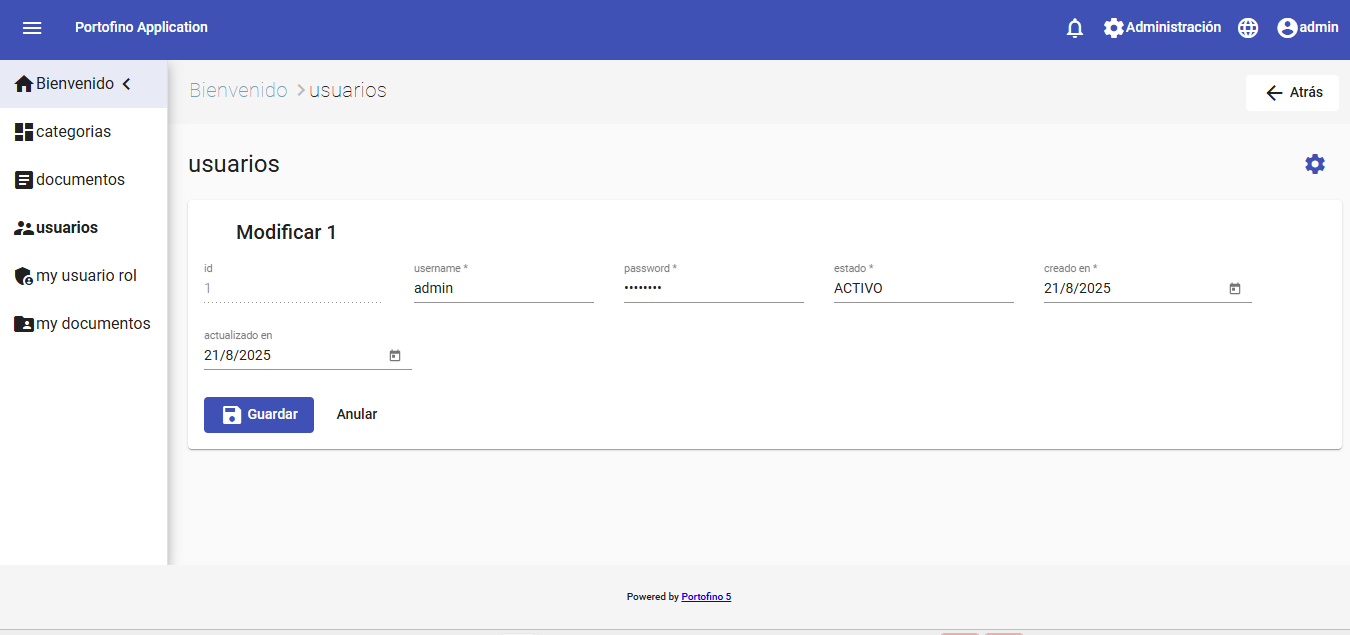 Portofino Application
Administración
admin
Bienvenido
categorias
documentos
usuarios
my usuario rol
my documentos
Bienvenido usuarios
Atrás
usuarios
Modificar 1
id
1
username *
admin
password *
••••••••
estado *
ACTIVO
creado en *
21/8/2025
actualizado en
21/8/2025
Guardar
Anular
Powered by Portofino 5